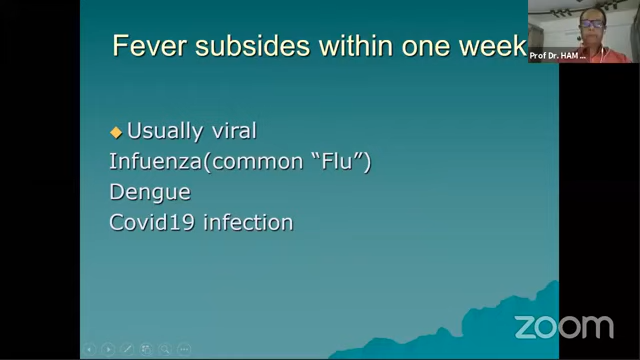 Fever subsides within one week
Prof Dr. HAM ...
Usually viral
Infuenza(common “Flu”)
Dengue
Covid19 infection
zoom